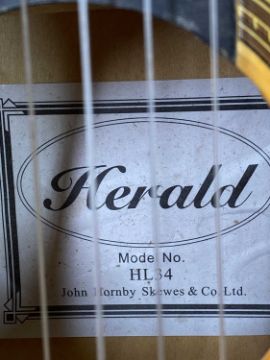 Herald
Model No.
HL34
John Hornby Skewes & Co. Ltd.